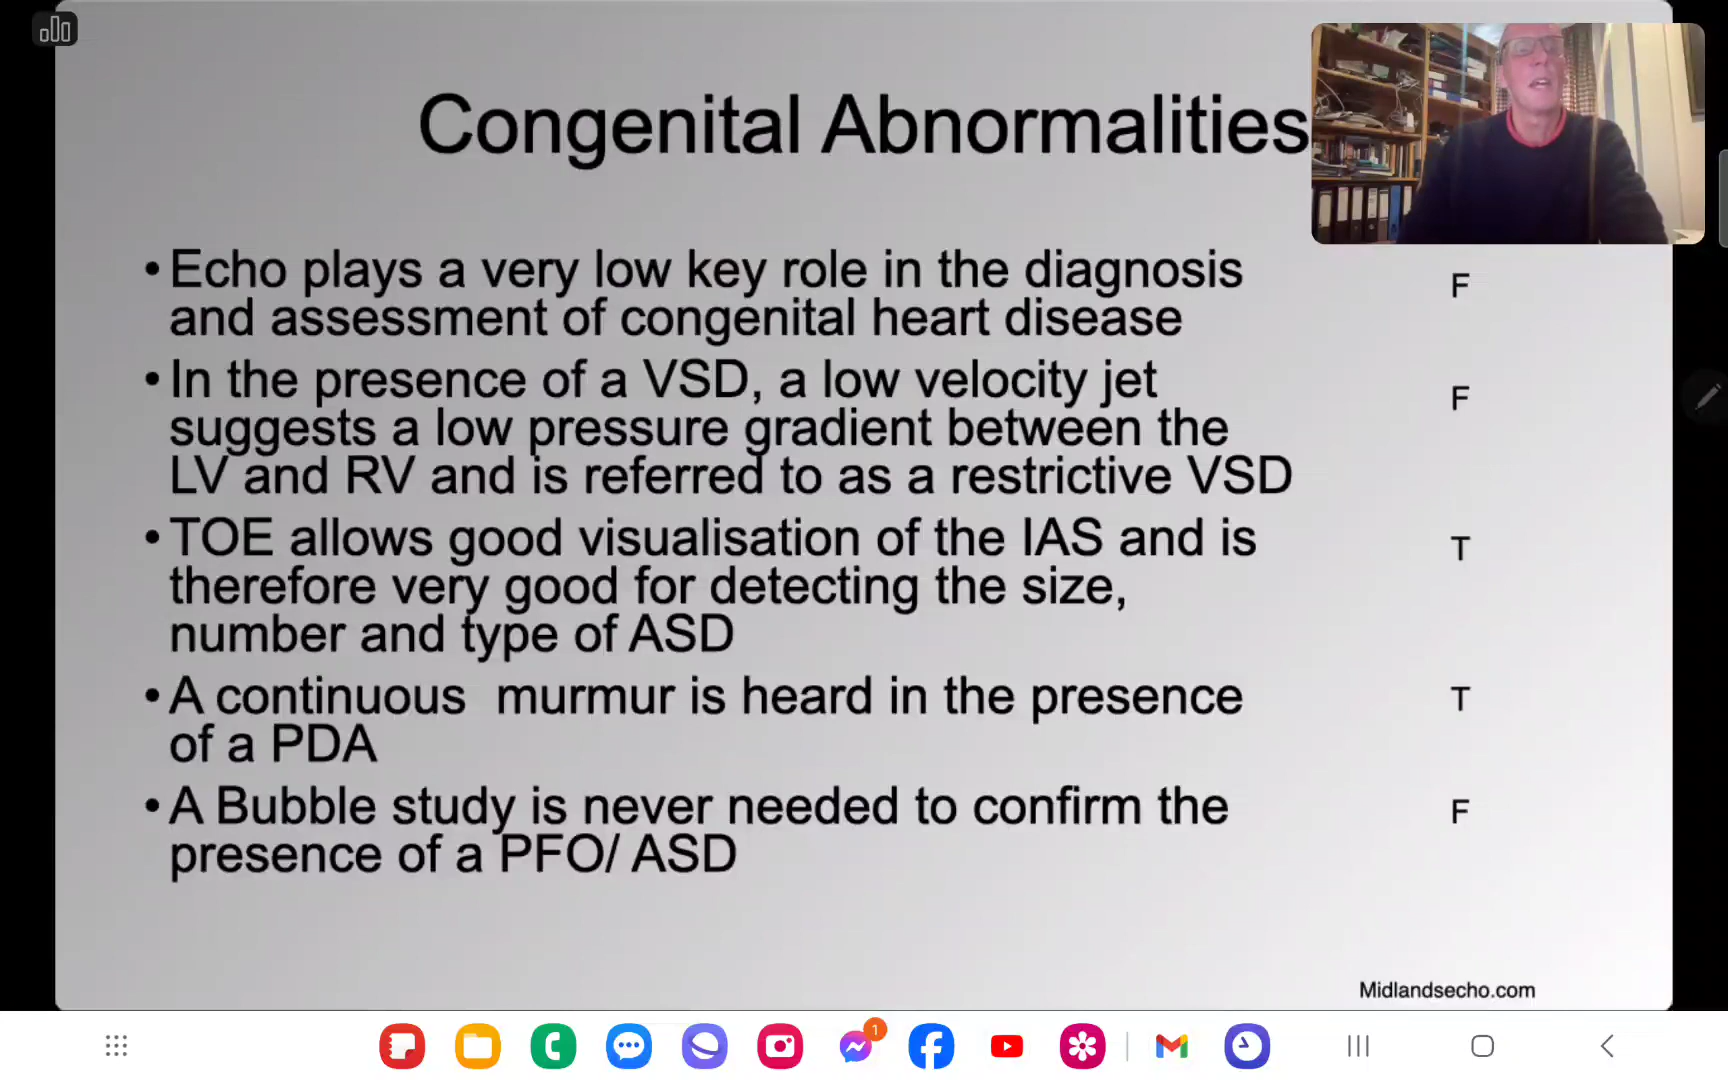 Congenital Abnormalities
•Echo plays a very low key role in the diagnosis
and assessment of congenital heart disease
F
•In the presence of a VSD, a low velocity jet
suggests a low pressure gradient between the
LV and RV and is referred to as a restrictive VSD
F
•TOE allows good visualisation of the IAS and is
therefore very good for detecting the size,
number and type of ASD
T
•A continuous  murmur is heard in the presence
of a PDA
T
•A Bubble study is never needed to confirm the
presence of a PFO/ ASD
F
Midlandsecho.com
1